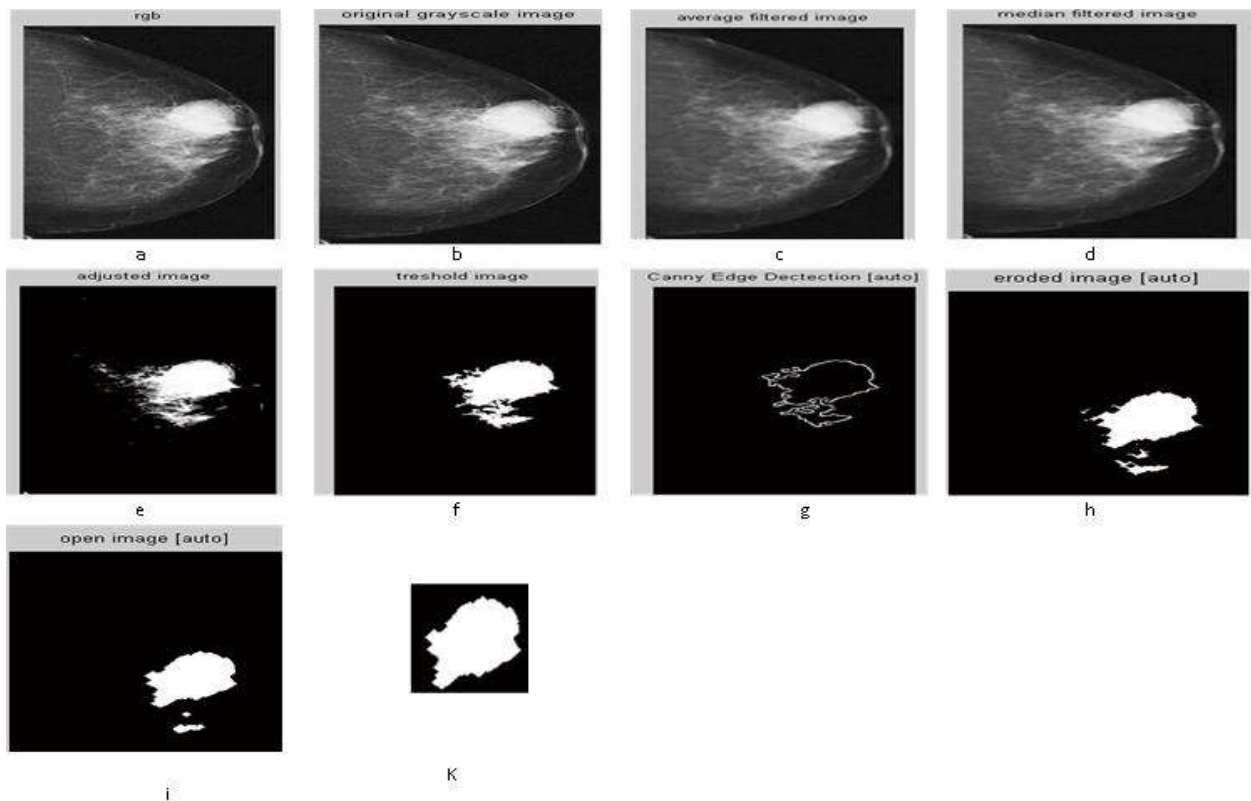 rgb
original grayscale image
average filtered image
median filtered image
a
b
c
d
adjusted image
treshold image
Canny Edge Dectection [auto]
eroded image [auto]
e
f
g
h
open image [auto]
i
K